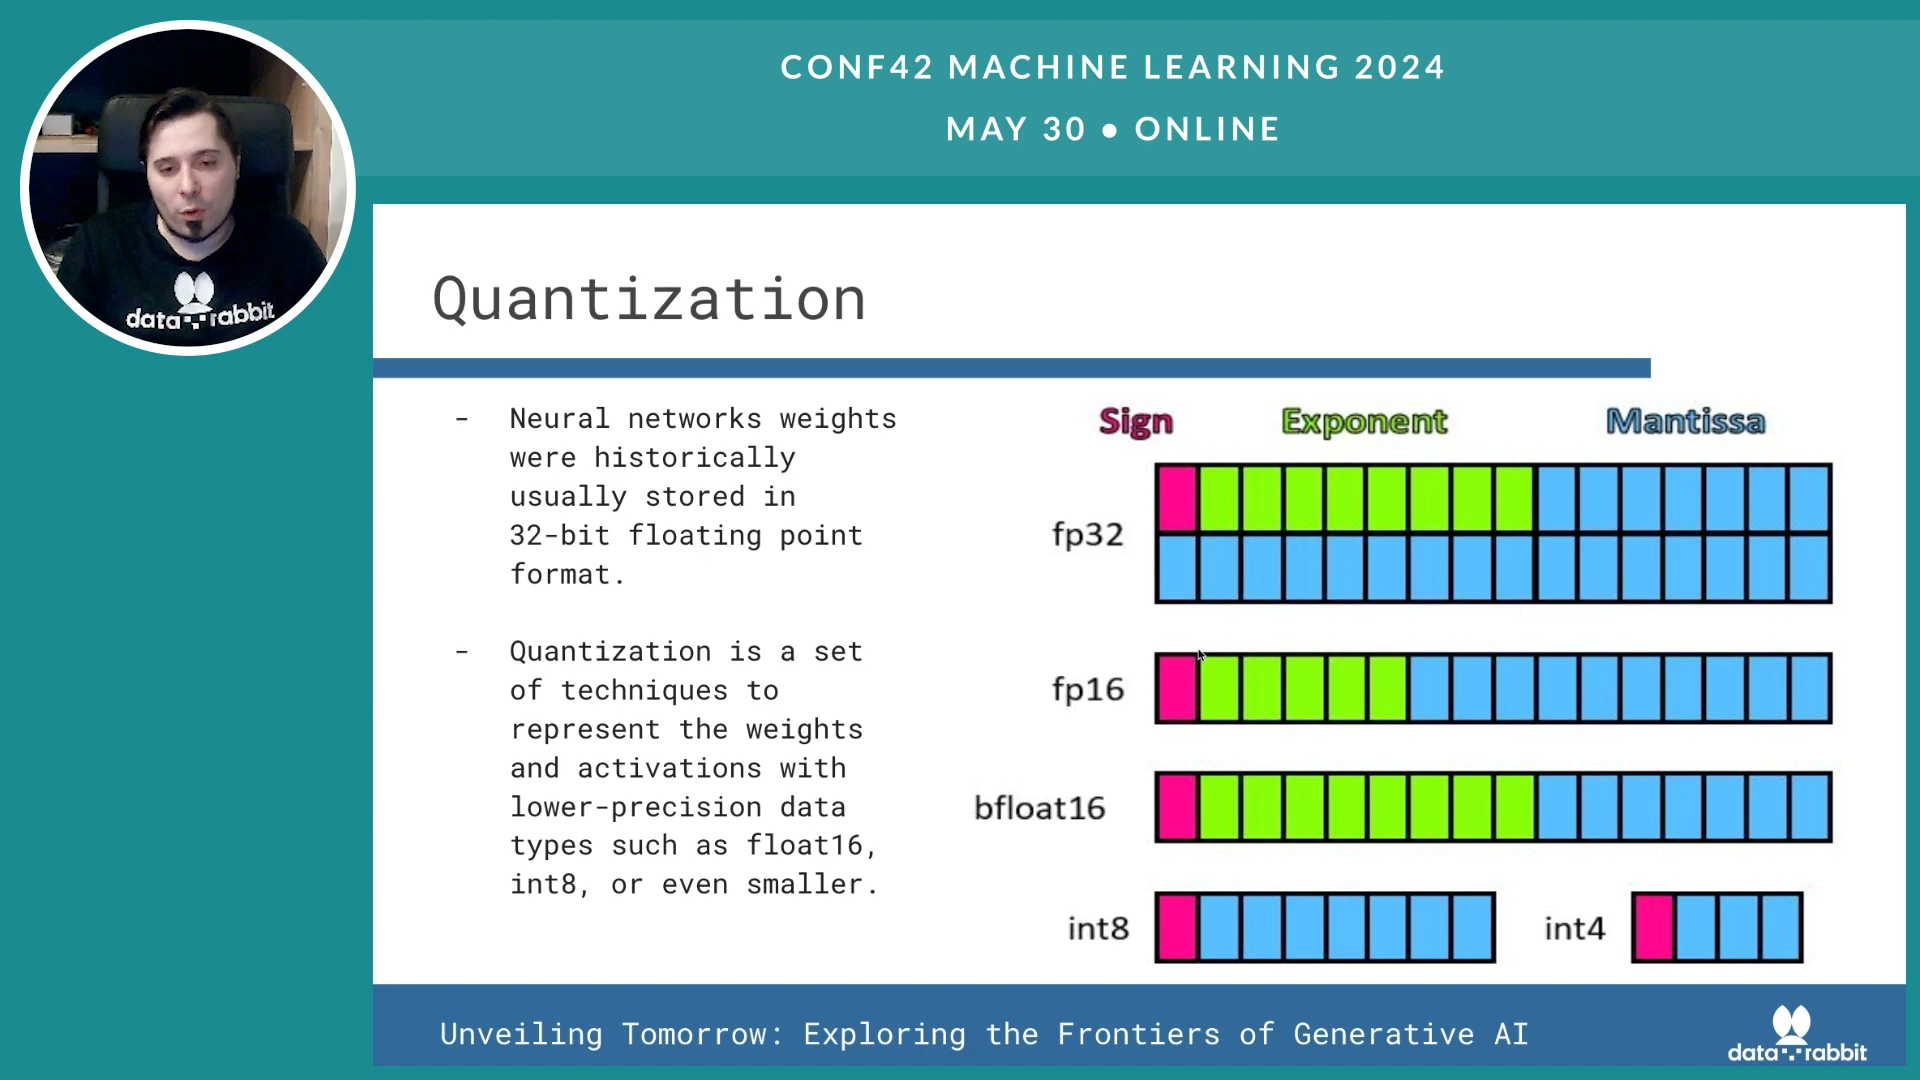 CONF42 MACHINE LEARNING 2024
MAY 30 ● ONLINE
data rabbit
Quantization
- Neural networks weights
were historically
usually stored in
32-bit floating point
format.
- Quantization is a set
of techniques to
represent the weights
and activations with
lower-precision data
types such as float16,
int8, or even smaller.
Sign Exponent Mantissa
fp32
fp16
bfloat16
int8 int4
Unveiling Tomorrow: Exploring the Frontiers of Generative AI
data rabbit